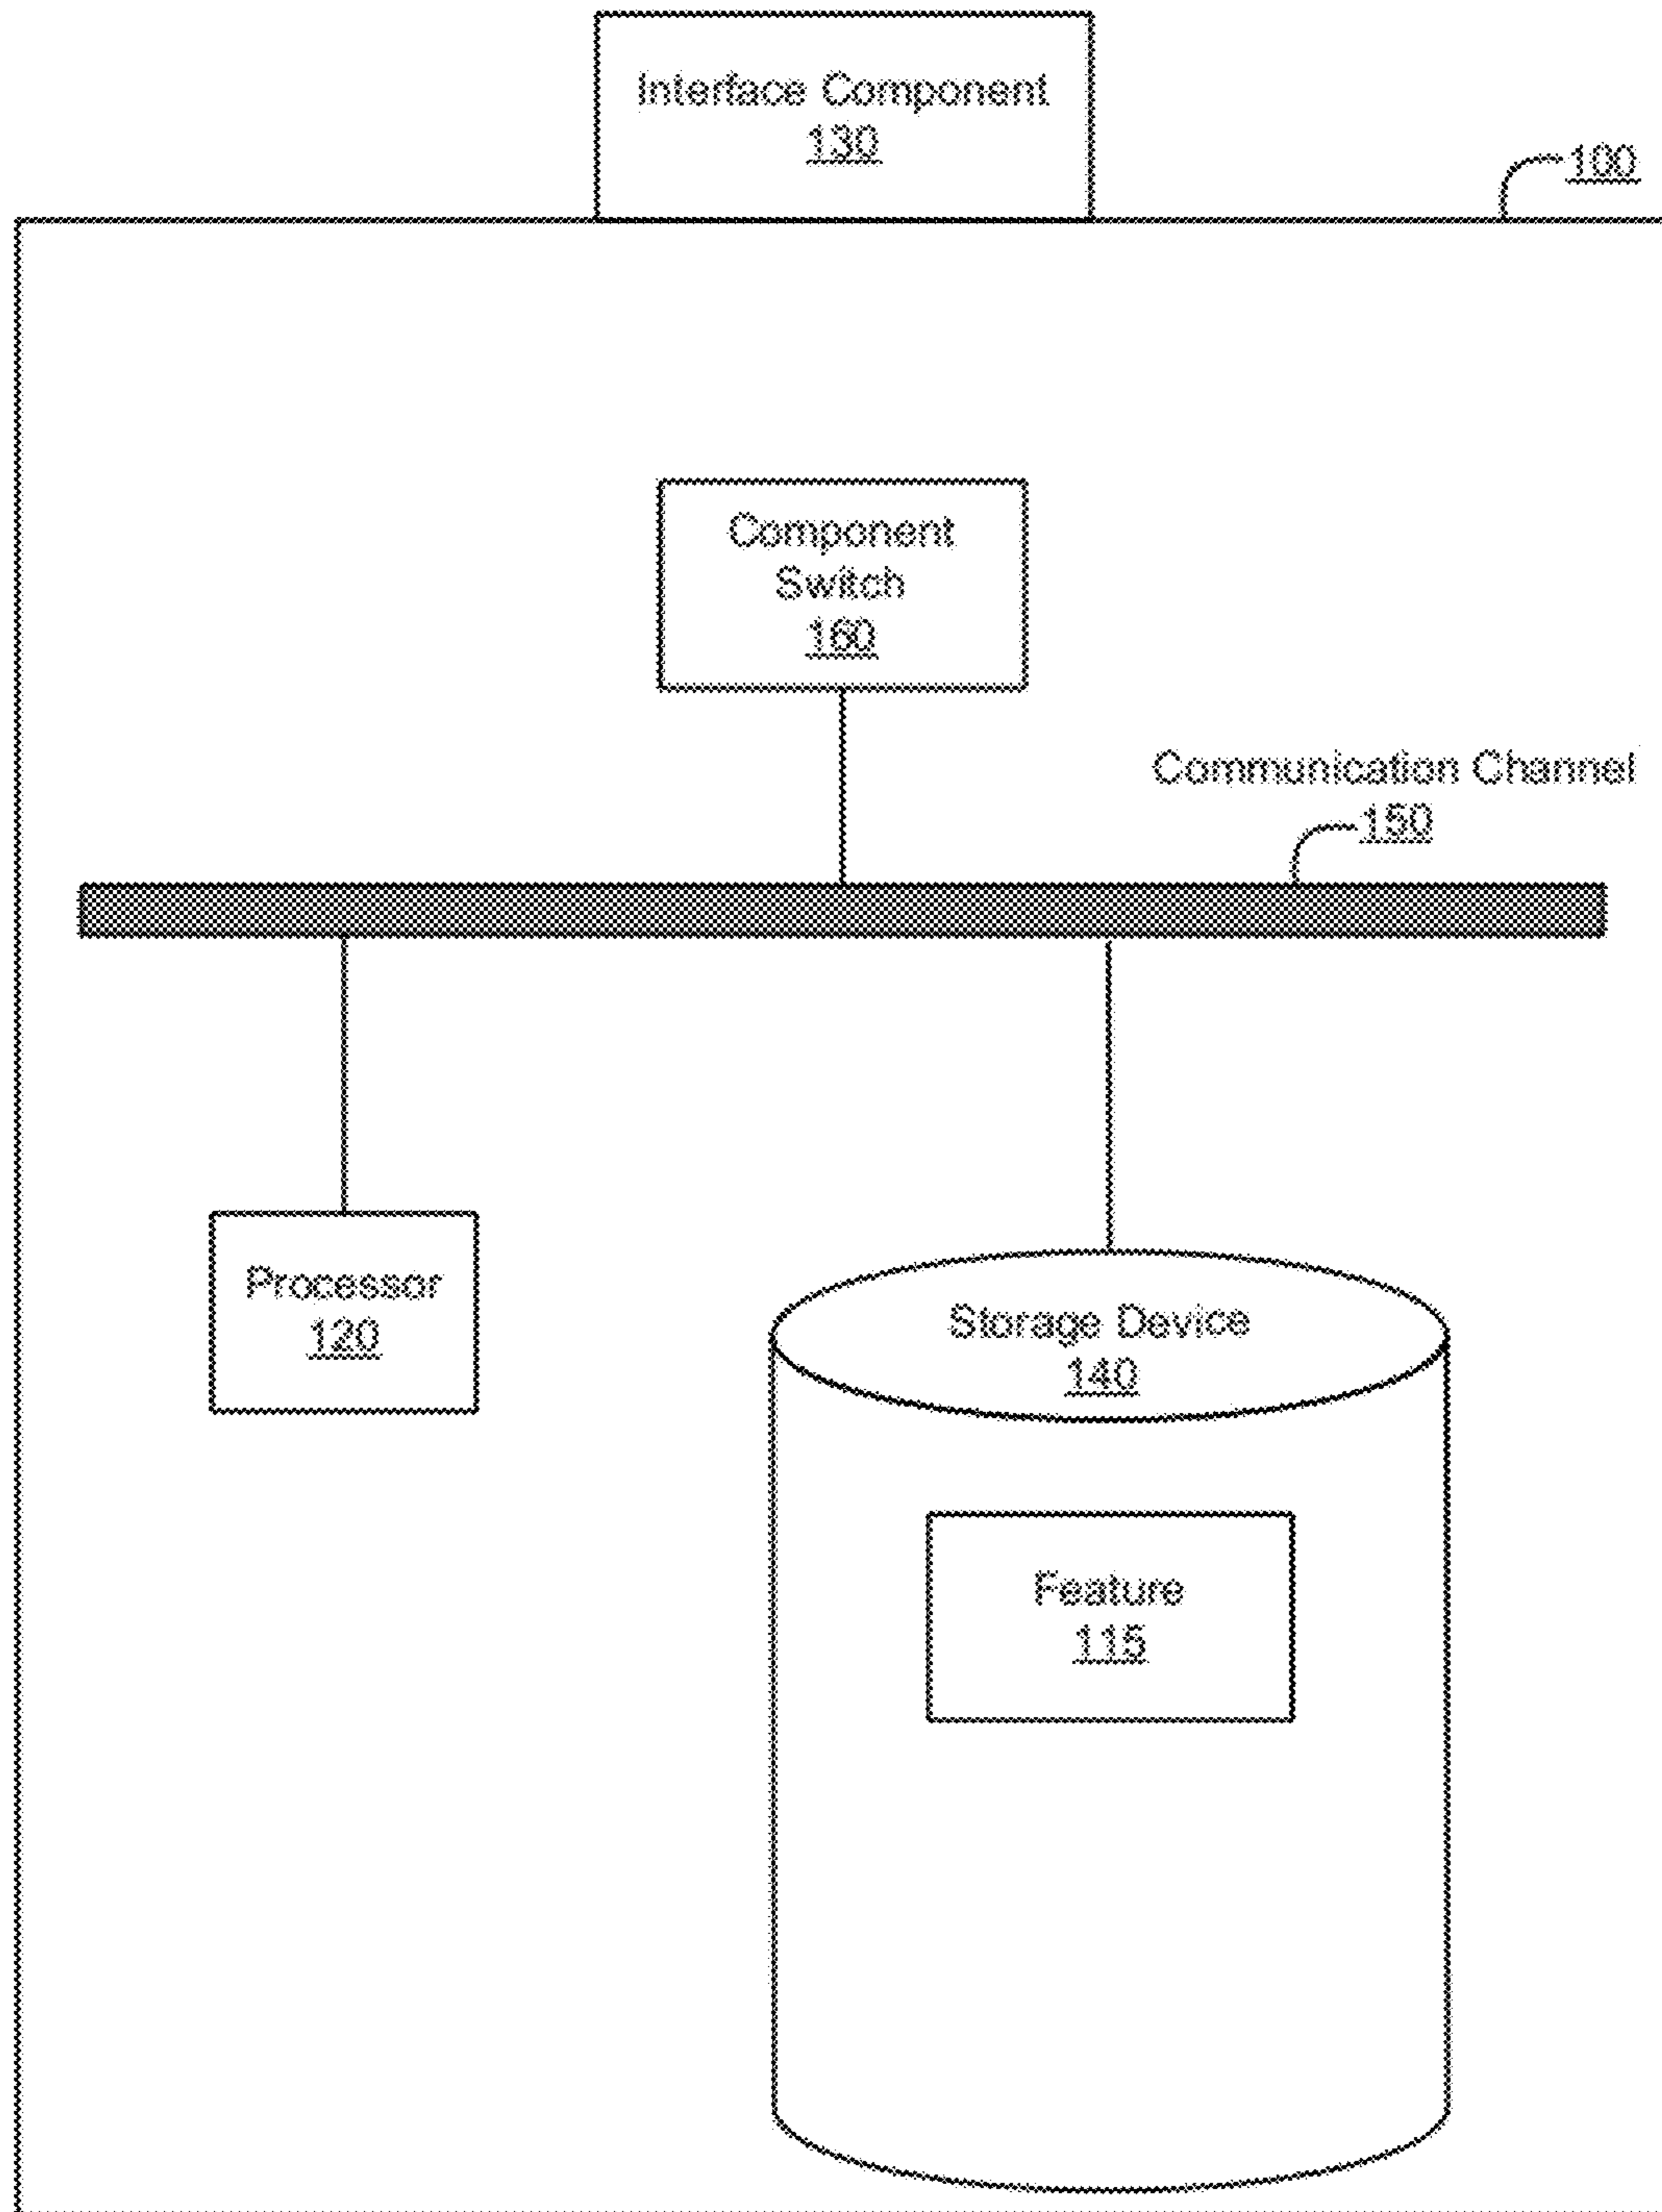 Interface Component
130
100
Component
Switch
160
Communication Channel
150
Processor
120
Storage Device
140
Feature
115